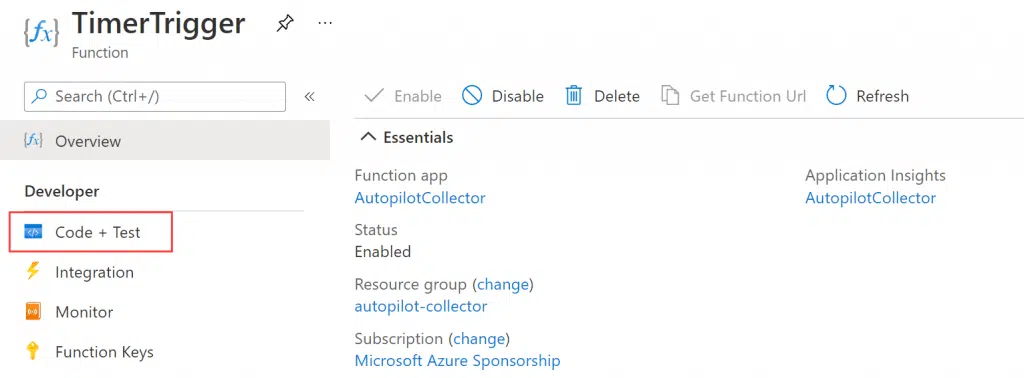 TimerTrigger
Function
Search (Ctrl+/)
Overview
Developer
Code + Test
Integration
Monitor
Function Keys
Enable
Disable
Delete
Get Function Url
Refresh
Essentials
Function app
AutopilotCollector
Status
Enabled
Resource group (change)
autopilot-collector
Subscription (change)
Microsoft Azure Sponsorship
Application Insights
AutopilotCollector